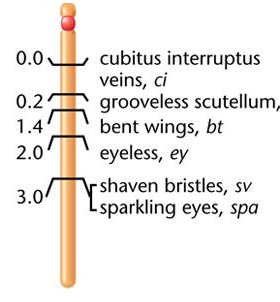 0.0 cubitus interruptus
veins, ci
0.2 grooveless scutellum,
1.4 bent wings, bt
2.0 eyeless, ey
3.0 shaven bristles, sv
sparkling eyes, spa